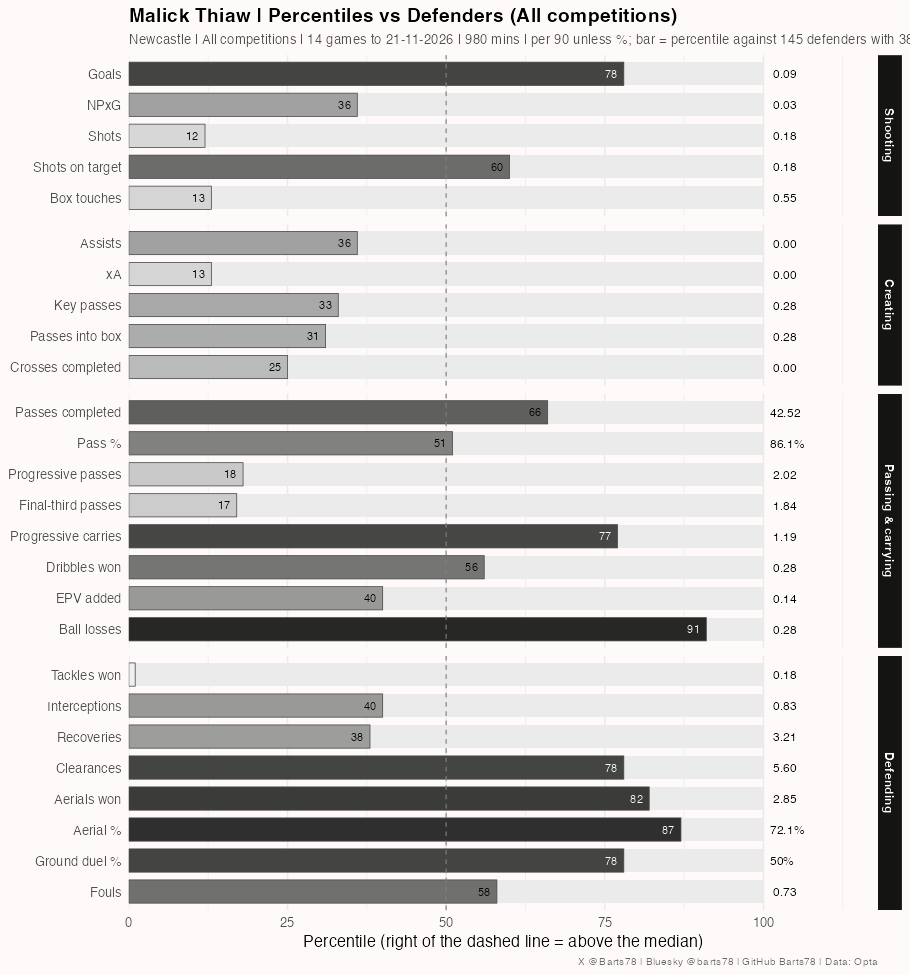 Malick Thiaw | Percentiles vs Defenders (All competitions)
Newcastle | All competitions | 14 games to 21-11-2026 | 980 mins | per 90 unless %; bar = percentile against 145 defenders with 38
Shooting
Goals 78 0.09
NPxG 36 0.03
Shots 12 0.18
Shots on target 60 0.18
Box touches 13 0.55
Creating
Assists 36 0.00
xA 13 0.00
Key passes 33 0.28
Passes into box 31 0.28
Crosses completed 25 0.00
Passing & carrying
Passes completed 66 42.52
Pass % 51 86.1%
Progressive passes 18 2.02
Final-third passes 17 1.84
Progressive carries 77 1.19
Dribbles won 56 0.28
EPV added 40 0.14
Ball losses 91 0.28
Defending
Tackles won 0.18
Interceptions 40 0.83
Recoveries 38 3.21
Clearances 78 5.60
Aerials won 82 2.85
Aerial % 87 72.1%
Ground duel % 78 50%
Fouls 58 0.73
0 25 50 75 100
Percentile (right of the dashed line = above the median)
X @Barts78 | Bluesky @barts78 | GitHub Barts78 | Data: Opta